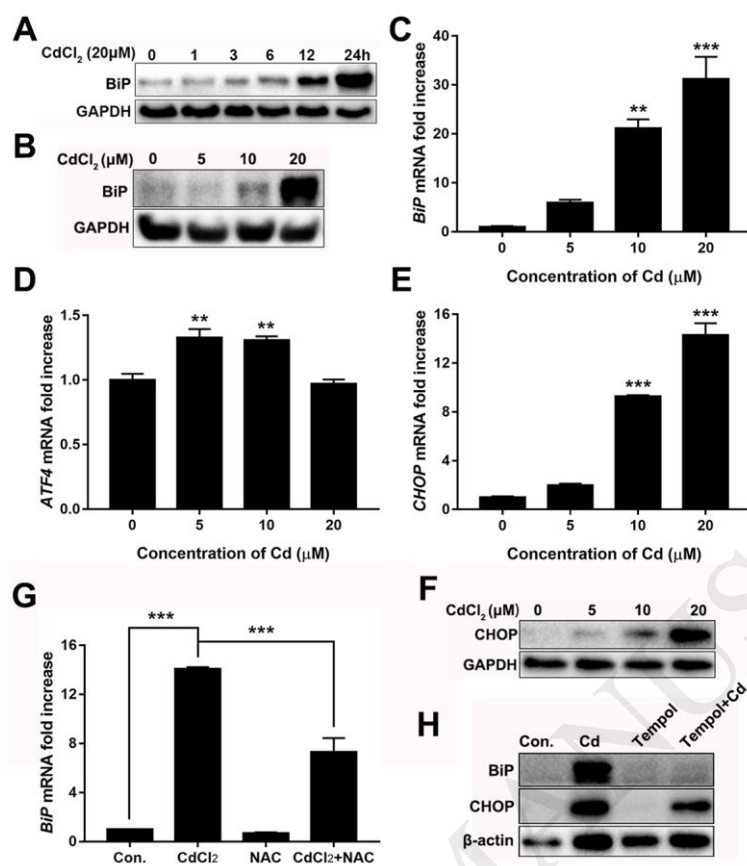 A
CdCl2 (20μM) 0 1 3 6 12 24h
BiP
GAPDH
B
CdCl2 (μM) 0 5 10 20
BiP
GAPDH
C
BiP mRNA fold increase
40
30
20
10
0
** ***
0 5 10 20
Concentration of Cd (μM)
D
ATF4 mRNA fold increase
1.5
1.0
0.5
0.0
** **
0 5 10 20
Concentration of Cd (μM)
E
CHOP mRNA fold increase
16
12
8
4
0
*** ***
0 5 10 20
Concentration of Cd (μM)
F
CdCl2 (μM) 0 5 10 20
CHOP
GAPDH
G
BiP mRNA fold increase
16
12
8
4
0
*** ***
Con. CdCl2 NAC CdCl2+NAC
H
Con. Cd Tempol Tempol+Cd
BiP
CHOP
β-actin
MANUS